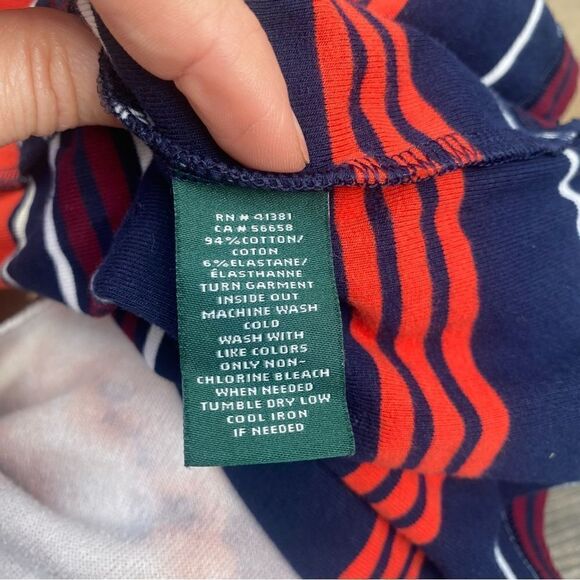 RN # 41381
CA # 56658
94% COTTON/
COTON
6% ELASTANE/
ÉLASTHANNE
TURN GARMENT
INSIDE OUT
MACHINE WASH
COLD
WASH WITH
LIKE COLORS
ONLY NON-
CHLORINE BLEACH
WHEN NEEDED
TUMBLE DRY LOW
COOL IRON
IF NEEDED